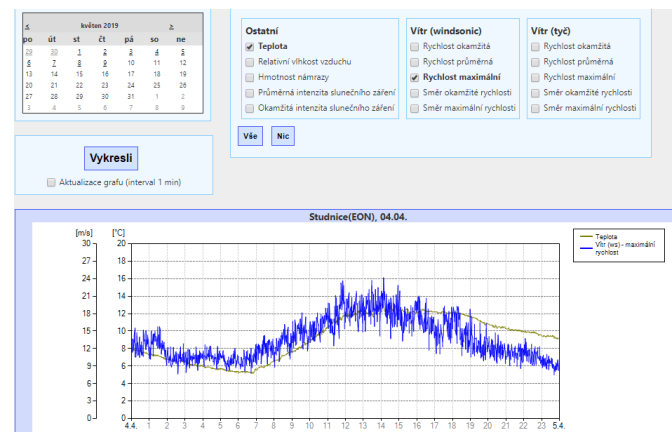 < květen 2019 >
po út st čt pá so ne
29 30 1 2 3 4 5
6 7 8 9 10 11 12
13 14 15 16 17 18 19
20 21 22 23 24 25 26
27 28 29 30 31 1 2
3 4 5 6 7 8 9
Vykresli
Aktualizace grafu (interval 1 min)
Ostatní
Teplota
Relativní vlhkost vzduchu
Hmotnost námrazy
Průměrná intenzita slunečního záření
Okamžitá intenzita slunečního záření
Vítr (windsonic)
Rychlost okamžitá
Rychlost průměrná
Rychlost maximální
Směr okamžité rychlosti
Směr maximální rychlosti
Vítr (tyč)
Rychlost okamžitá
Rychlost průměrná
Rychlost maximální
Směr okamžité rychlosti
Směr maximální rychlosti
Vše Nic
Studnice(EON), 04.04.
[m/s] [°C]
30 20
27 18
24 16
21 14
18 12
15 10
12 8
9 6
6 4
3 2
0 0
4.4. 1 2 3 4 5 6 7 8 9 10 11 12 13 14 15 16 17 18 19 20 21 22 23 5.4.
Teplota
Vítr (ws) - maximální
rychlost